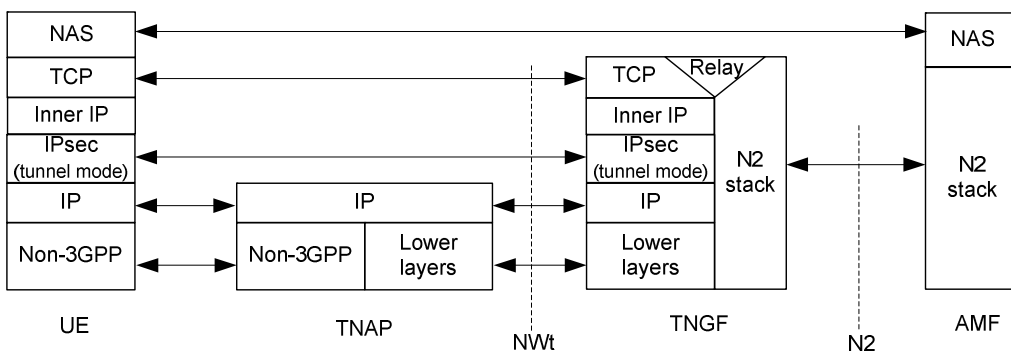 NAS
TCP
Inner IP
IPsec
(tunnel mode)
IP
Non-3GPP
UE
IP
Non-3GPP
Lower
layers
TNAP
NWt
TCP
Relay
Inner IP
IPsec
(tunnel mode)
IP
Lower
layers
N2
stack
TNGF
N2
NAS
N2
stack
AMF